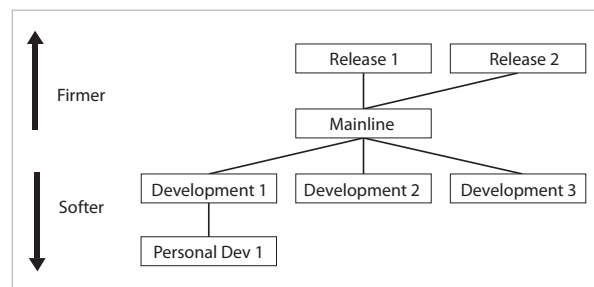 Release 1
Release 2
Firmer
Mainline
Development 1
Development 2
Development 3
Softer
Personal Dev 1